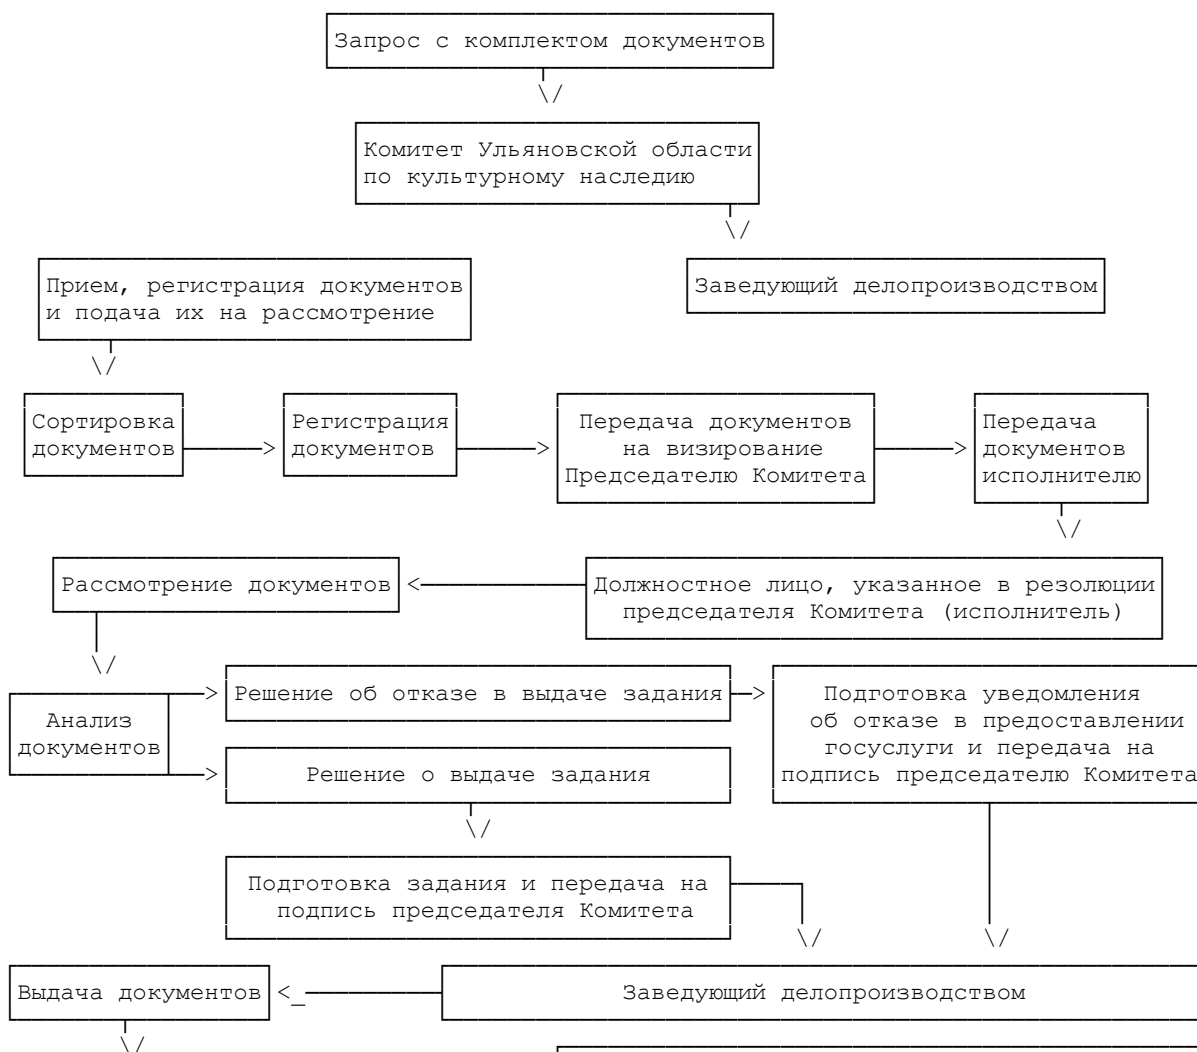 Запрос с комплектом документов
Комитет Ульяновской области
по культурному наследию
Прием, регистрация документов
и подача их на рассмотрение
Заведующий делопроизводством
Сортировка
документов
Регистрация
документов
Передача документов
на визирование
Председателю Комитета
Передача
документов
исполнителю
Рассмотрение документов
Должностное лицо, указанное в резолюции
председателя Комитета (исполнитель)
Анализ
документов
Решение об отказе в выдаче задания
Подготовка уведомления
об отказе в предоставлении
госуслуги и передача на
подпись председателю Комитета
Решение о выдаче задания
Подготовка задания и передача на
подпись председателя Комитета
Выдача документов
Заведующий делопроизводством